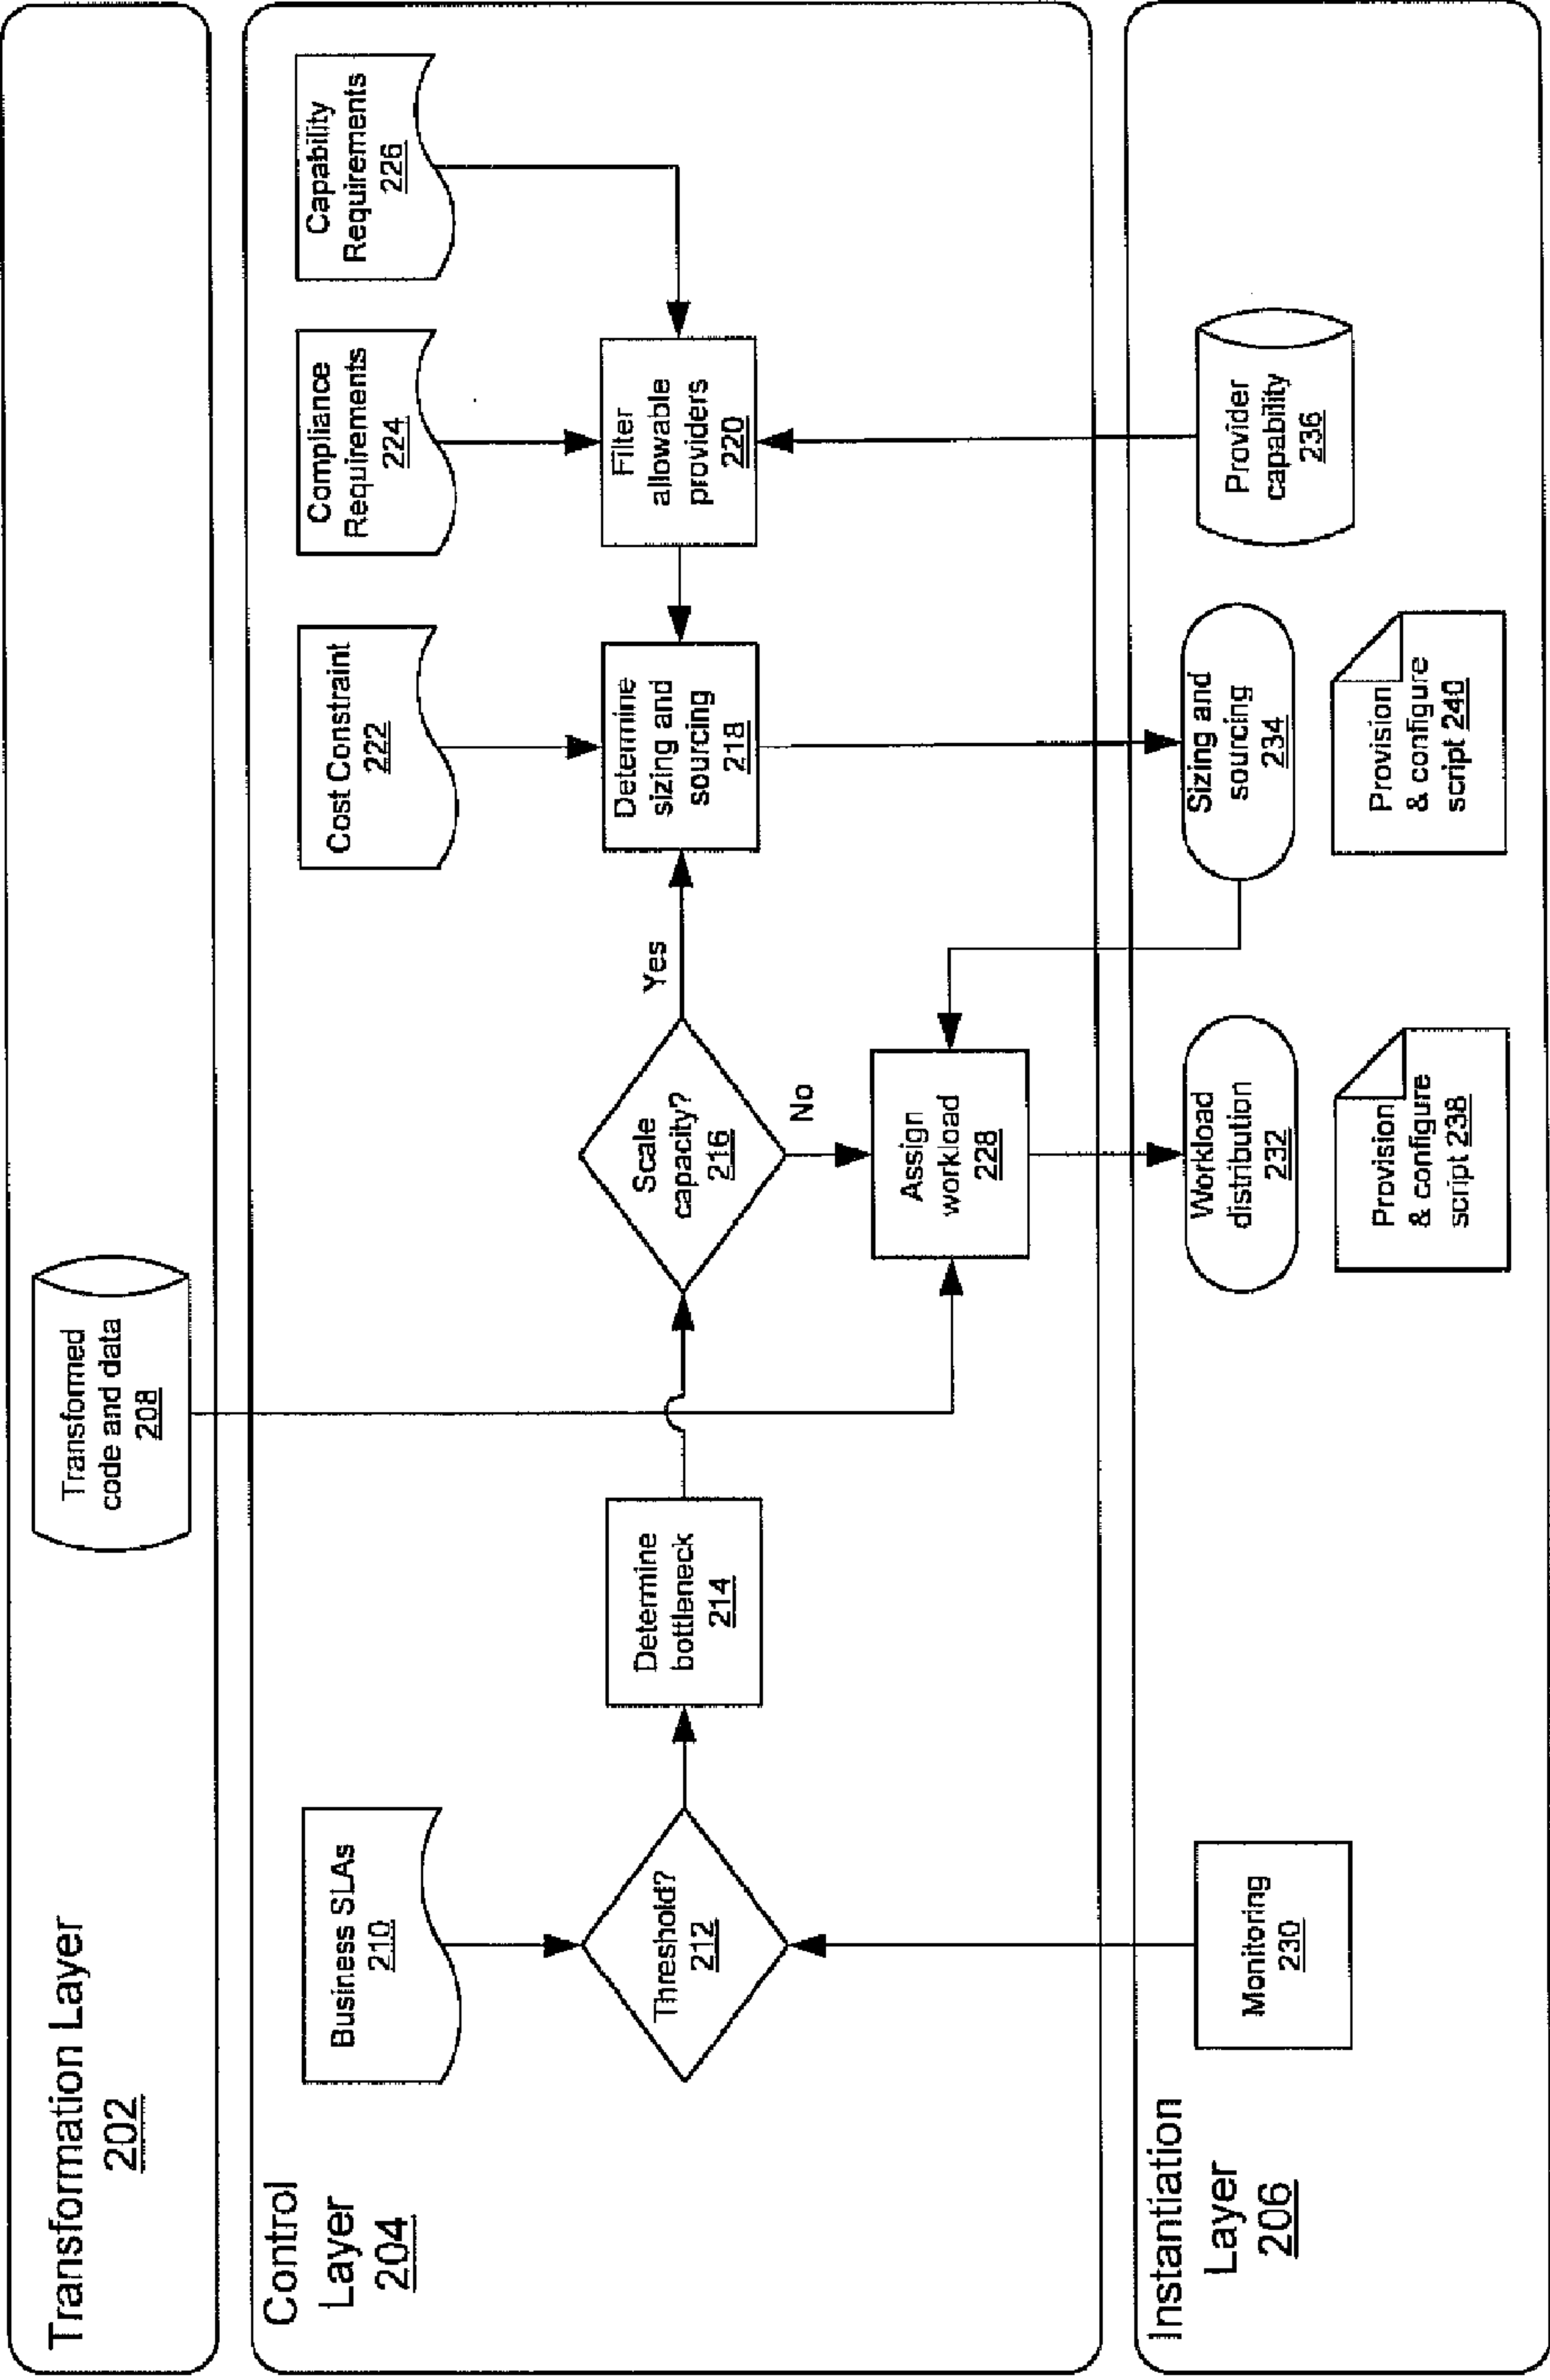 Transformation Layer
202
Transformed
code and data
208
Control
Layer
204
Business SLAs
210
Cost Constraint
222
Compliance
Requirements
224
Capability
Requirements
226
Threshold?
212
Determine
bottleneck
214
Scale
capacity?
216
Yes
No
Determine
sizing and
sourcing
218
Filter
allowable
providers
220
Assign
workload
228
Instantiation
Layer
206
Monitoring
230
Workload
distribution
232
Sizing and
sourcing
234
Provider
capability
236
Provision
& configure
script 238
Provision
& configure
script 240